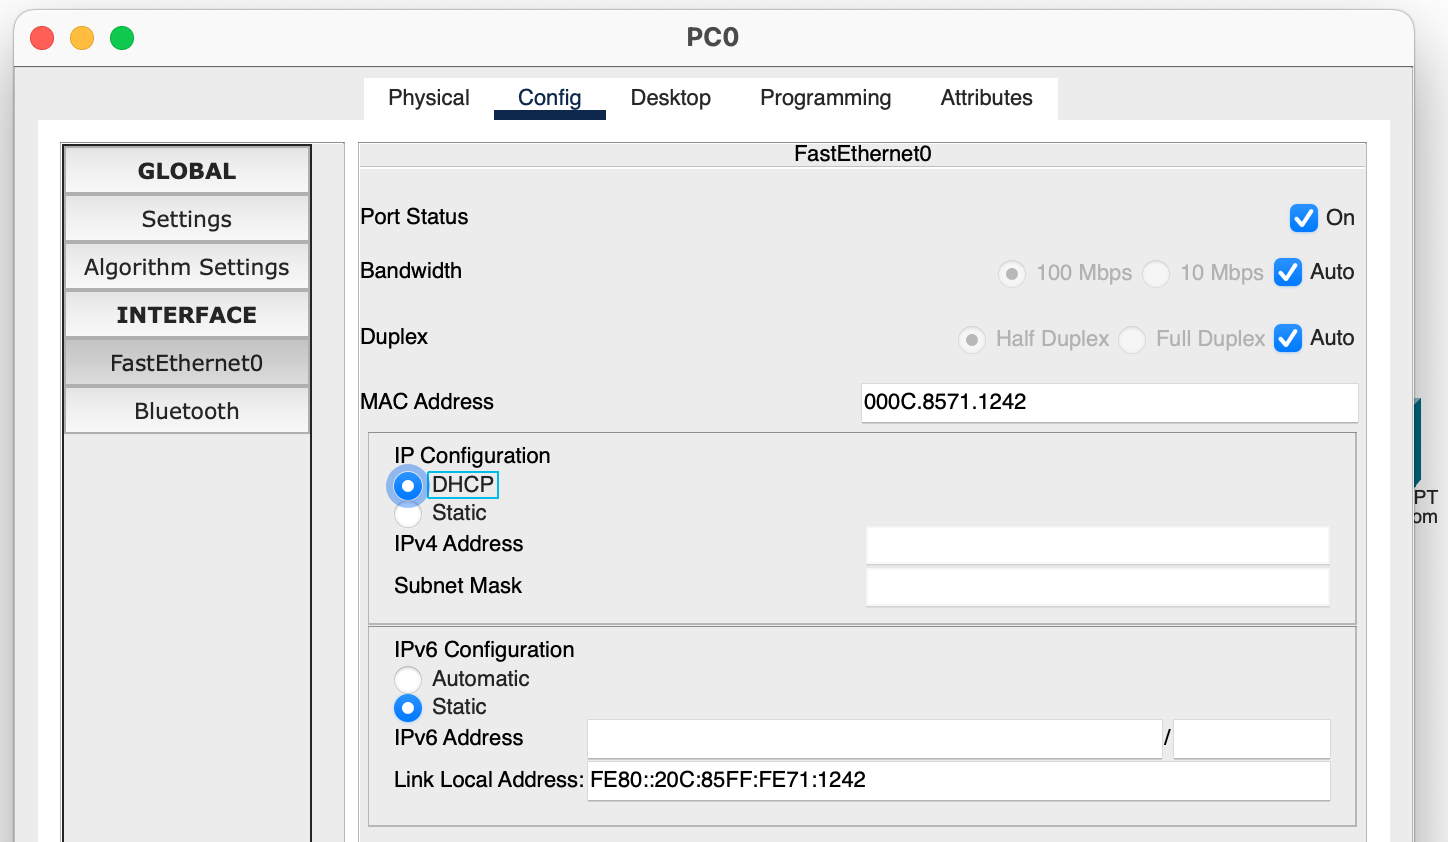 PC0
Physical Config Desktop Programming Attributes
GLOBAL
Settings
Algorithm Settings
INTERFACE
FastEthernet0
Bluetooth
FastEthernet0
Port Status On
Bandwidth 100 Mbps 10 Mbps Auto
Duplex Half Duplex Full Duplex Auto
MAC Address 000C.8571.1242
IP Configuration
DHCP
Static
IPv4 Address
Subnet Mask
IPv6 Configuration
Automatic
Static
IPv6 Address /
Link Local Address: FE80::20C:85FF:FE71:1242
PT
om